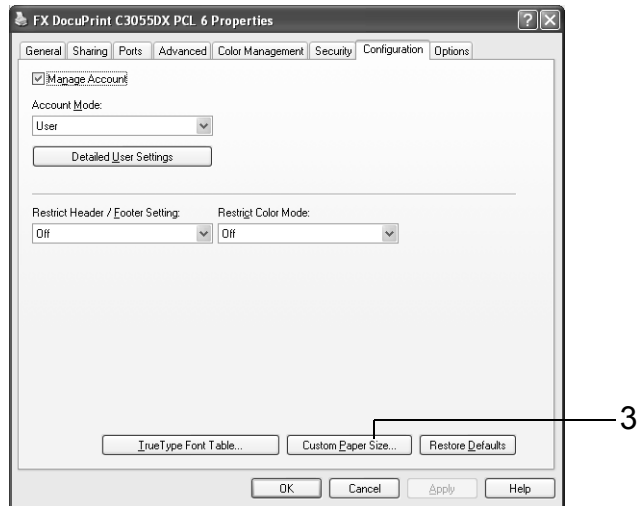 FX DocuPrint C3055DX PCL 6 Properties
General Sharing Ports Advanced Color Management Security Configuration Options
Manage Account
Account Mode:
User
Detailed User Settings
Restrict Header / Footer Setting: Restrict Color Mode:
Off Off
3
TrueType Font Table... Custom Paper Size... Restore Defaults
OK Cancel Apply Help